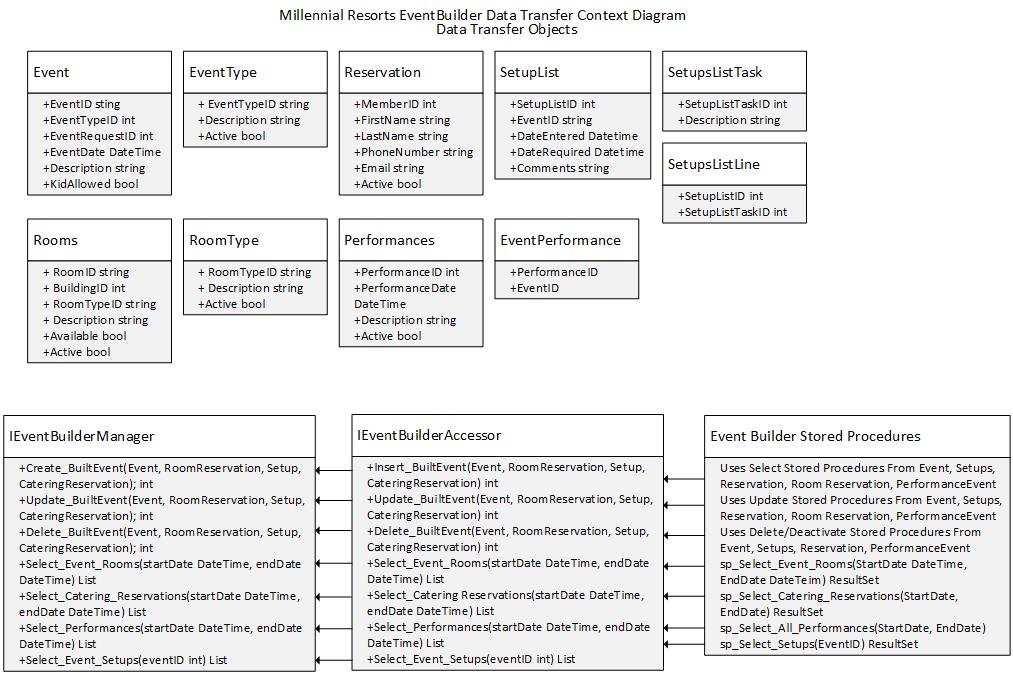 Millennial Resorts EventBuilder Data Transfer Context Diagram
Data Transfer Objects
Event
+EventID sting
+EventTypeID int
+EventRequestID int
+EventDate DateTime
+Description string
+KidAllowed bool
EventType
+ EventTypeID string
+Description string
+Active bool
Reservation
+MemberID int
+FirstName string
+LastName string
+PhoneNumber string
+Email string
+Active bool
SetupList
+SetupListID int
+EventID string
+DateEntered Datetime
+DateRequired Datetime
+Comments string
SetupsListTask
+SetupListTaskID int
+Description string
SetupsListLine
+SetupListID int
+SetupListTaskID int
Rooms
+ RoomID string
+ BuildingID int
+ RoomTypeID string
+ Description string
+Available bool
+Active bool
RoomType
+ RoomTypeID string
+ Description string
+Active bool
Performances
+PerformanceID int
+PerformanceDate
DateTime
+Description string
+Active bool
EventPerformance
+PerformanceID
+EventID
IEventBuilderManager
+Create_BuiltEvent(Event, RoomReservation, Setup,
CateringReservation); int
+Update_BuiltEvent(Event, RoomReservation, Setup,
CateringReservation); int
+Delete_BuiltEvent(Event, RoomReservation, Setup,
CateringReservation); int
+Select_Event_Rooms(startDate DateTime, endDate
DateTime) List
+Select_Catering_Reservations(startDate DateTime,
endDate DateTime) List
+Select_Performances(startDate DateTime, endDate
DateTime) List
+Select_Event_Setups(eventID int) List
IEventBuilderAccessor
+Insert_BuiltEvent(Event, RoomReservation, Setup,
CateringReservation) int
+Update_BuiltEvent(Event, RoomReservation, Setup,
CateringReservation) int
+Delete_BuiltEvent(Event, RoomReservation, Setup,
CateringReservation) int
+Select_Event_Rooms(startDate DateTime, endDate
DateTime) List
+Select_Catering Reservations(startDate DateTime,
endDate DateTime) List
+Select_Performances(startDate DateTime, endDate
DateTime) List
+Select_Event_Setups(eventID int) List
Event Builder Stored Procedures
Uses Select Stored Procedures From Event, Setups,
Reservation, Room Reservation, PerformanceEvent
Uses Update Stored Procedures From Event, Setups,
Reservation, Room Reservation, PerformanceEvent
Uses Delete/Deactivate Stored Procedures From
Event, Setups, Reservation, PerformanceEvent
sp_Select_Event_Rooms(StartDate DateTime,
EndDate DateTeim) ResultSet
sp_Select_Catering_Reservations(StartDate,
EndDate) ResultSet
sp_Select_All_Performances(StartDate, EndDate)
sp_Select_Setups(EventID) ResultSet